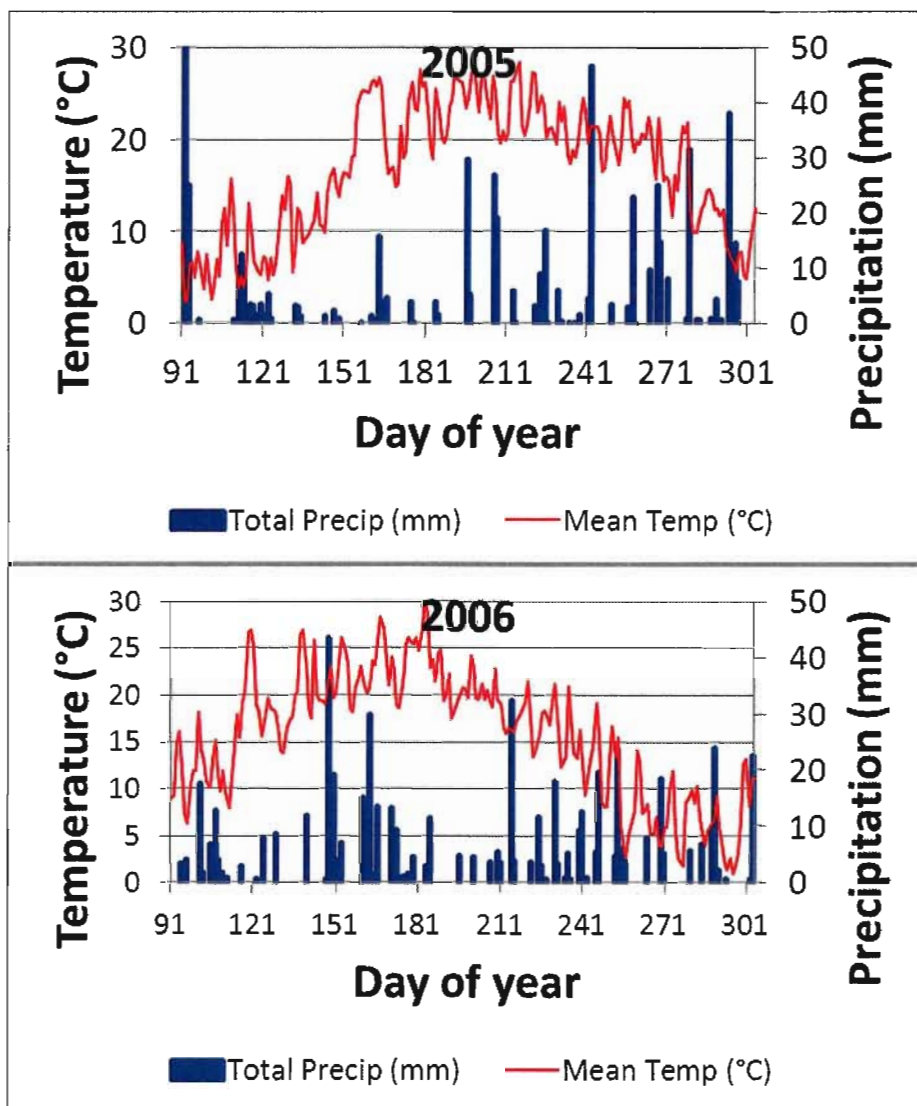 2005
Temperature (°C)
30
20
10
0
50
40
30
20
10
0
Precipitation (mm)
91 121 151 181 211 241 271 301
Day of year
Total Precip (mm) Mean Temp (°C)
2006
Temperature (°C)
30
25
20
15
10
5
0
50
40
30
20
10
0
Precipitation (mm)
91 121 151 181 211 241 271 301
Day of year
Total Precip (mm) Mean Temp (°C)